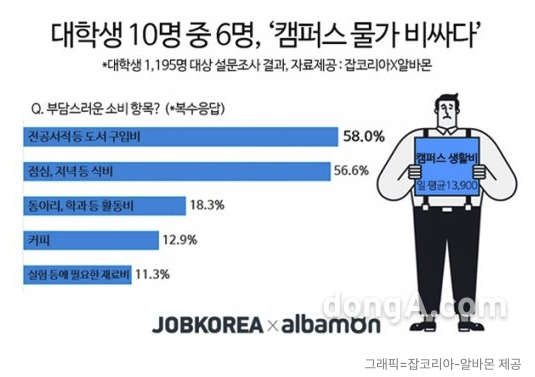 대학생 10명 중 6명, ‘캠퍼스 물가 비싸다’
*대학생 1,195명 대상 설문조사 결과, 자료제공 : 잡코리아X알바몬
Q. 부담스러운 소비 항목? (*복수응답)
전공서적 등 도서 구입비 58.0%
점심, 저녁 등 식비 56.6%
동아리, 학과 등 활동비 18.3%
커피 12.9%
실험 등에 필요한 재료비 11.3%
캠퍼스 생활비
일 평균13,900
dongA.com
JOBKOREA × albamon
그래픽=잡코리아-알바몬 제공